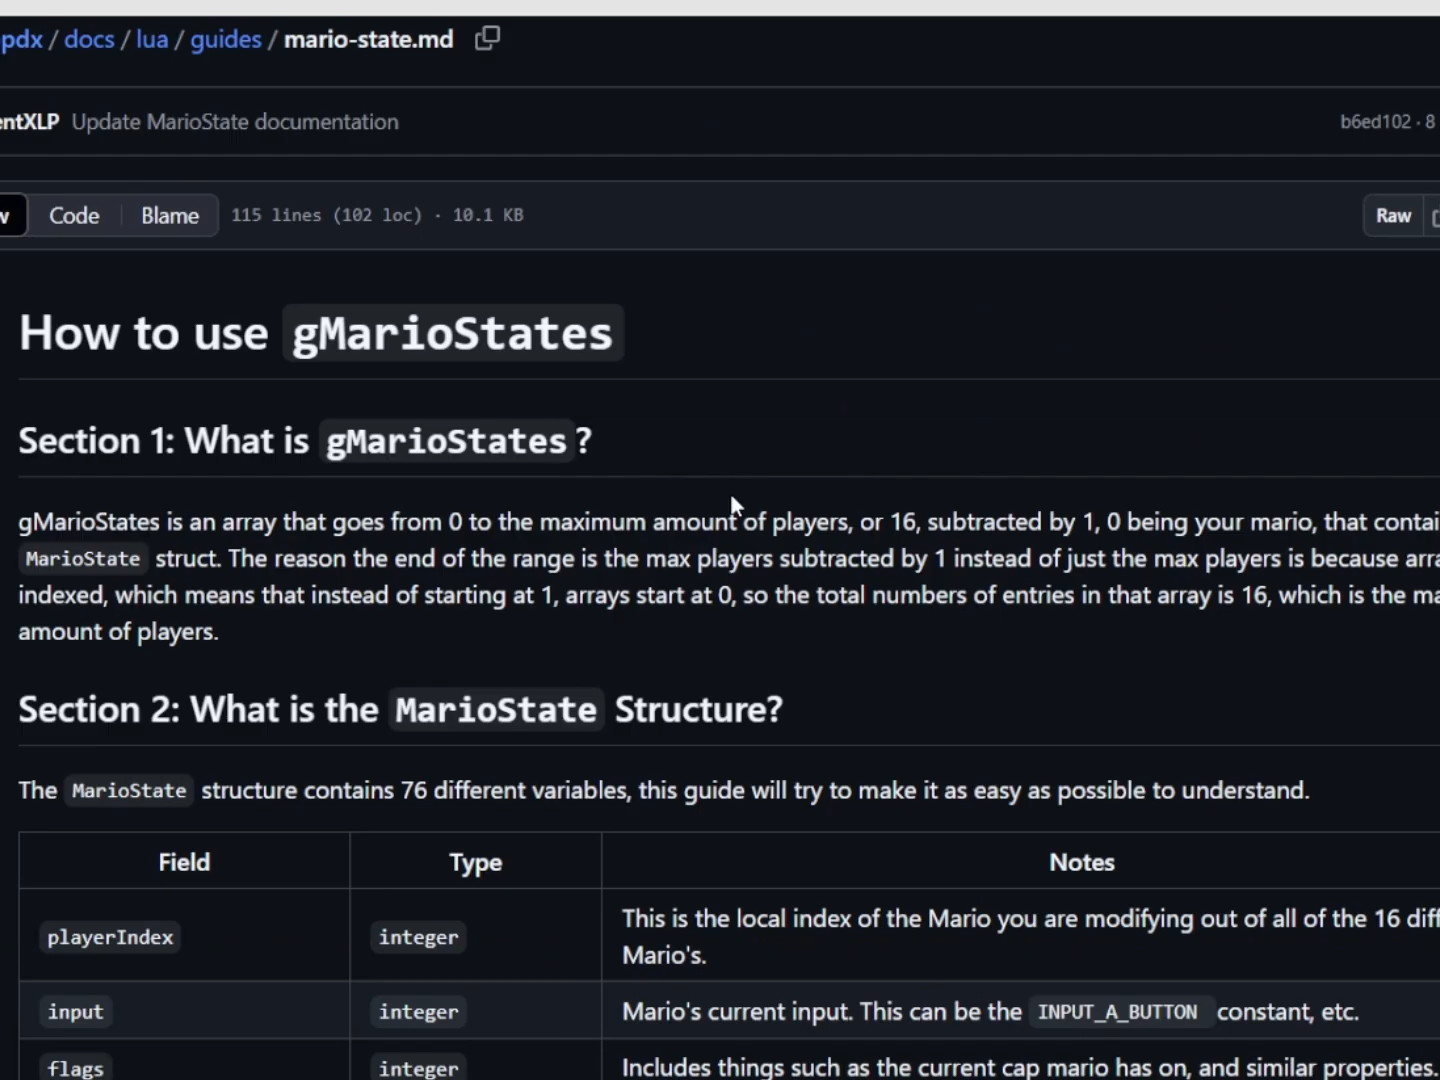 pdx / docs / lua / guides / mario-state.md
entXLP Update MarioState documentation b6ed102 · 8
Code Blame 115 lines (102 loc) · 10.1 KB Raw
How to use gMarioStates
Section 1: What is gMarioStates?
gMarioStates is an array that goes from 0 to the maximum amount of players, or 16, subtracted by 1, 0 being your mario, that contai
MarioState struct. The reason the end of the range is the max players subtracted by 1 instead of just the max players is because arra
indexed, which means that instead of starting at 1, arrays start at 0, so the total numbers of entries in that array is 16, which is the ma
amount of players.
Section 2: What is the MarioState Structure?
The MarioState structure contains 76 different variables, this guide will try to make it as easy as possible to understand.
Field Type Notes
playerIndex integer This is the local index of the Mario you are modifying out of all of the 16 diff
Mario's.
input integer Mario's current input. This can be the INPUT_A_BUTTON constant, etc.
flags integer Includes things such as the current cap mario has on, and similar properties.